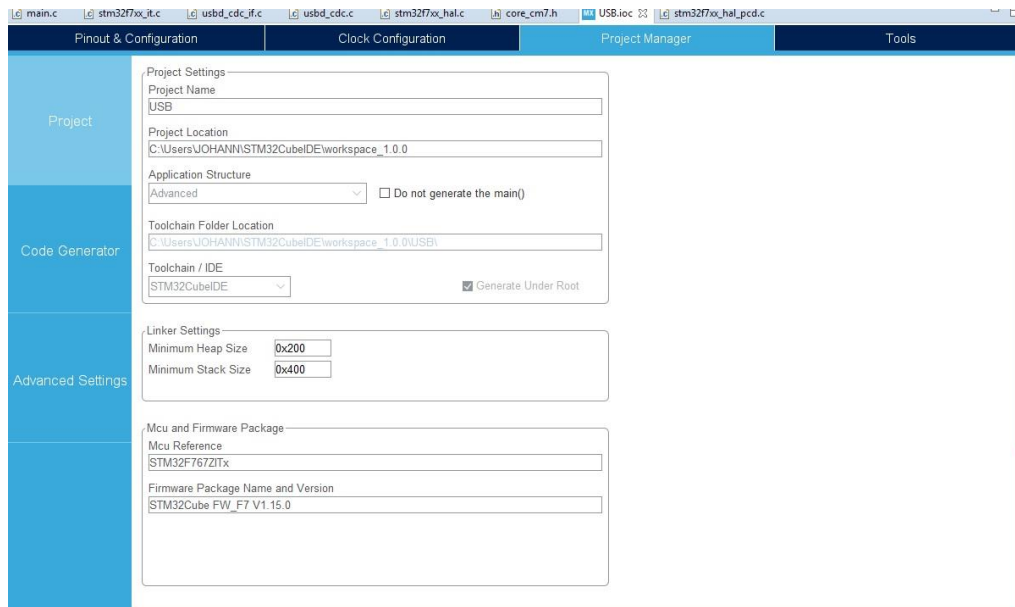 main.c stm32f7xx_it.c usbd_cdc_if.c usbd_cdc.c stm32f7xx_hal.c core_cm7.h MX USB.ioc stm32f7xx_hal_pcd.c
Pinout & Configuration Clock Configuration Project Manager Tools
Project
Code Generator
Advanced Settings
Project Settings
Project Name
USB
Project Location
C:\Users\JOHANN\STM32CubeIDE\workspace_1.0.0
Application Structure
Advanced Do not generate the main()
Toolchain Folder Location
C:\Users\JOHANN\STM32CubeIDE\workspace_1.0.0\USB\
Toolchain / IDE
STM32CubeIDE Generate Under Root
Linker Settings
Minimum Heap Size 0x200
Minimum Stack Size 0x400
Mcu and Firmware Package
Mcu Reference
STM32F767ZITx
Firmware Package Name and Version
STM32Cube FW_F7 V1.15.0